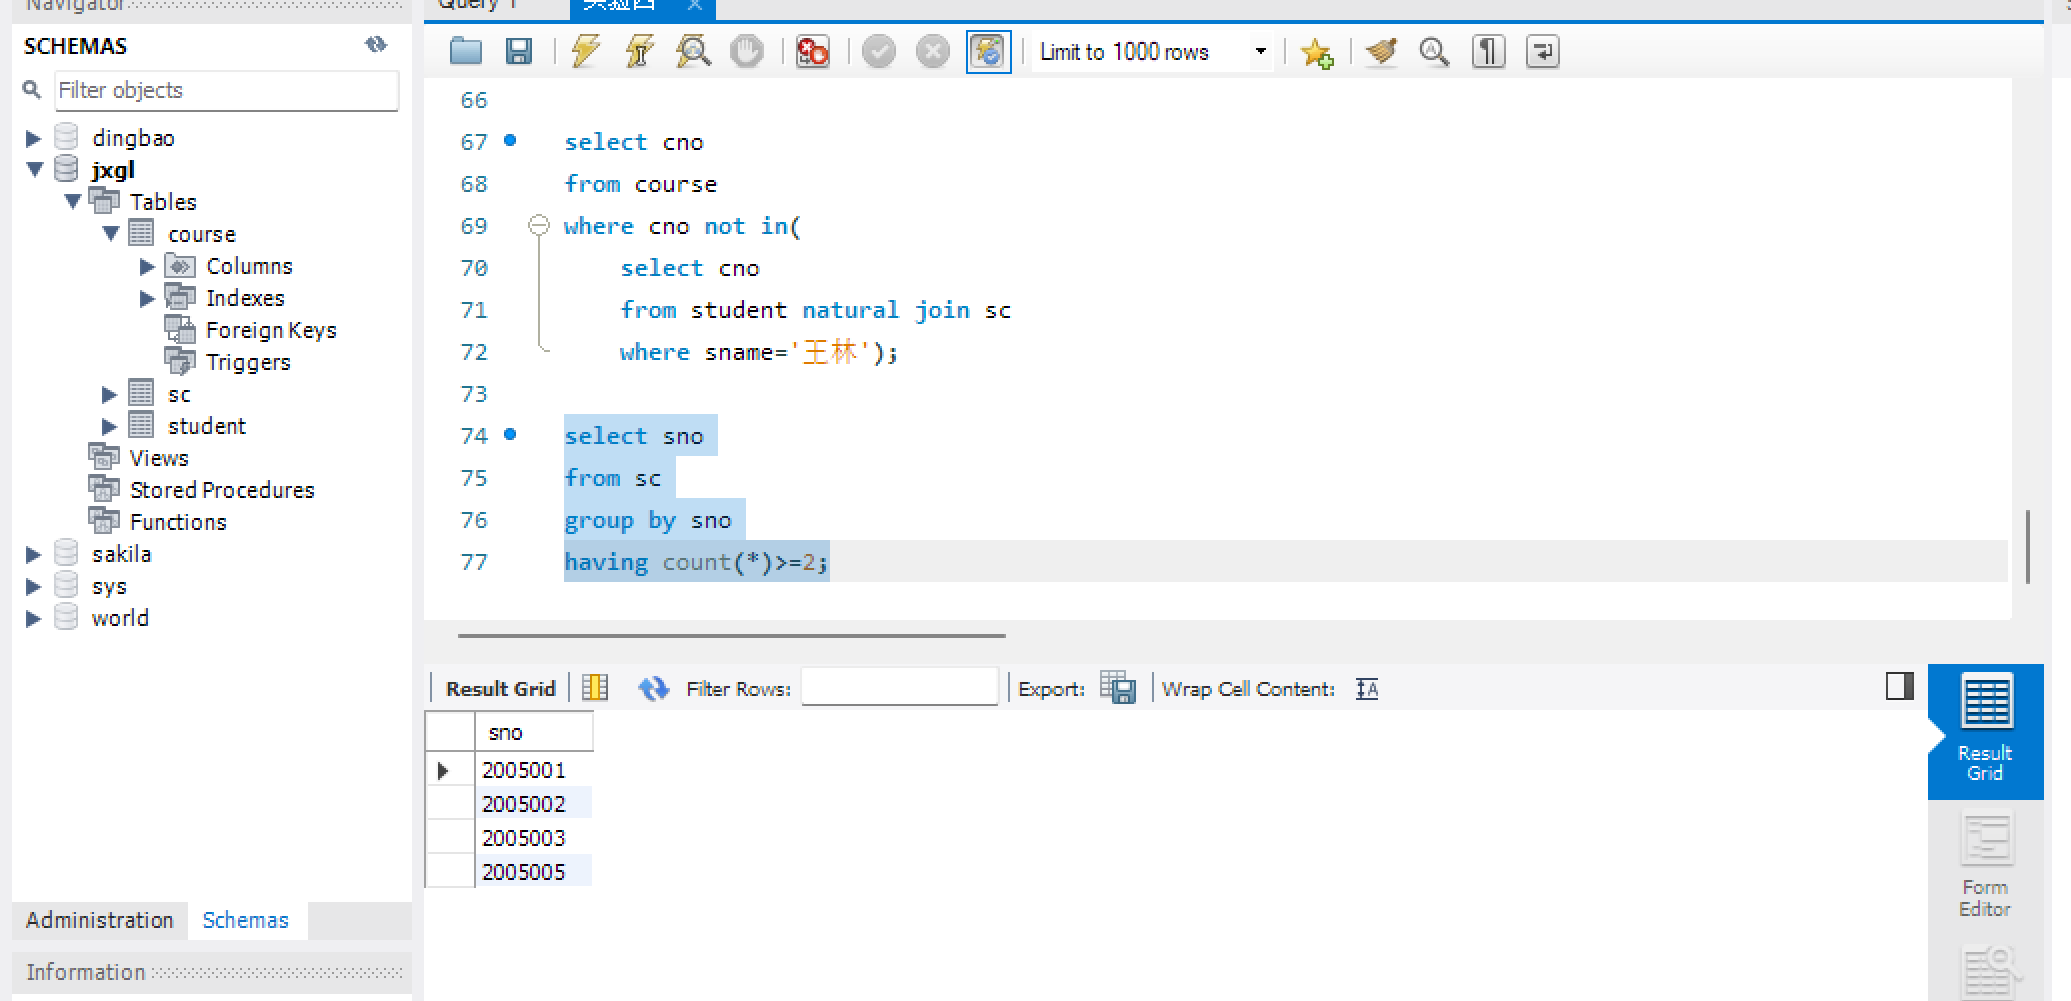 Navigator
SCHEMAS
Filter objects
dingbao
jxgl
Tables
course
Columns
Indexes
Foreign Keys
Triggers
sc
student
Views
Stored Procedures
Functions
sakila
sys
world
Administration Schemas
Information
Query 1 实验四
Limit to 1000 rows
66
67 select cno
68 from course
69 where cno not in(
70 select cno
71 from student natural join sc
72 where sname='王林');
73
74 select sno
75 from sc
76 group by sno
77 having count(*)>=2;
Result Grid Filter Rows: Export: Wrap Cell Content:
sno
2005001
2005002
2005003
2005005
Result
Grid
Form
Editor